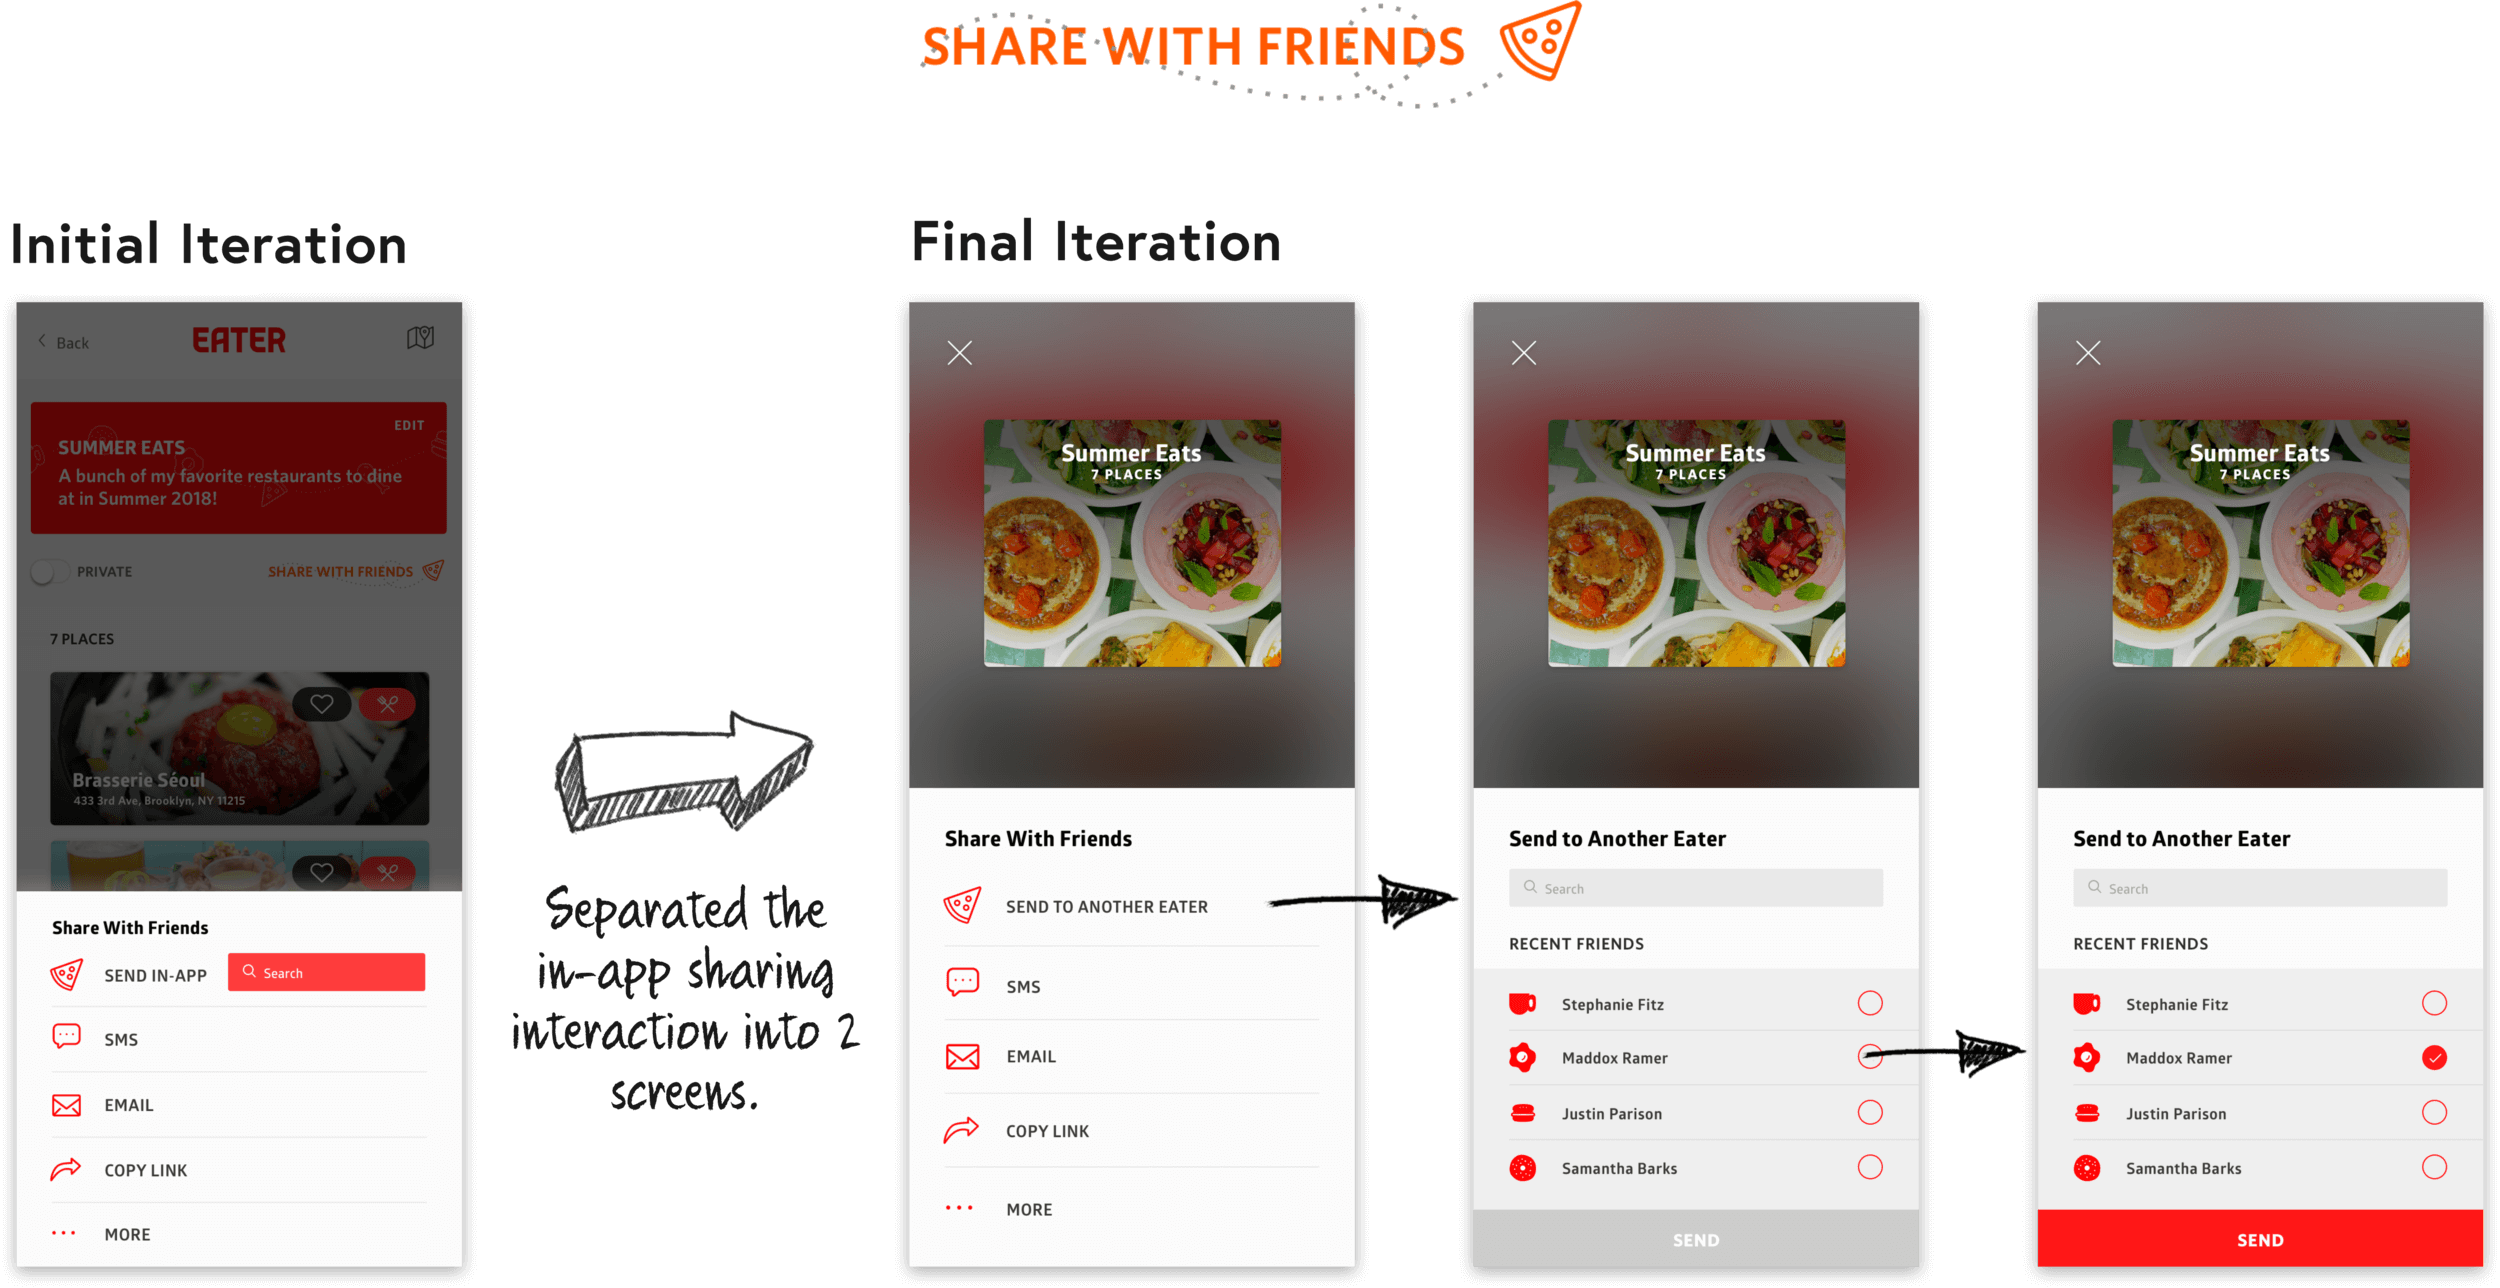 SHARE WITH FRIENDS
Initial Iteration
Back
EATER
EDIT
SUMMER EATS
A bunch of my favorite restaurants to dine
at in Summer 2018!
PRIVATE
SHARE WITH FRIENDS
7 PLACES
Brasserie Séoul
433 3rd Ave, Brooklyn, NY 11215
Share With Friends
SEND IN-APP
Search
SMS
EMAIL
COPY LINK
MORE
Separated the
in-app sharing
interaction into 2
screens.
Final Iteration
Summer Eats
7 PLACES
Share With Friends
SEND TO ANOTHER EATER
SMS
EMAIL
COPY LINK
MORE
Summer Eats
7 PLACES
Send to Another Eater
Search
RECENT FRIENDS
Stephanie Fitz
Maddox Ramer
Justin Parison
Samantha Barks
SEND
Summer Eats
7 PLACES
Send to Another Eater
Search
RECENT FRIENDS
Stephanie Fitz
Maddox Ramer
Justin Parison
Samantha Barks
SEND